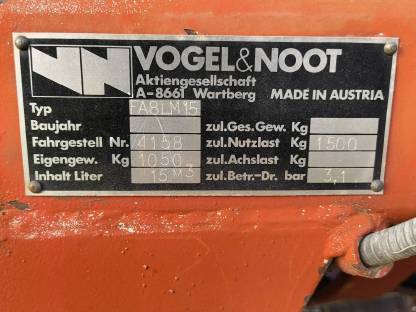 VOGEL&NOOT
Aktiengesellschaft
A-8661 Wartberg MADE IN AUSTRIA
Typ FA8LM15
Baujahr zul.Ges.Gew. Kg
Fahrgestell Nr. 4158 zul.Nutzlast Kg 1500
Eigengew. Kg 1050 zul.Achslast Kg
Inhalt Liter 15 M3 zul.Betr.-Dr. bar 3,1